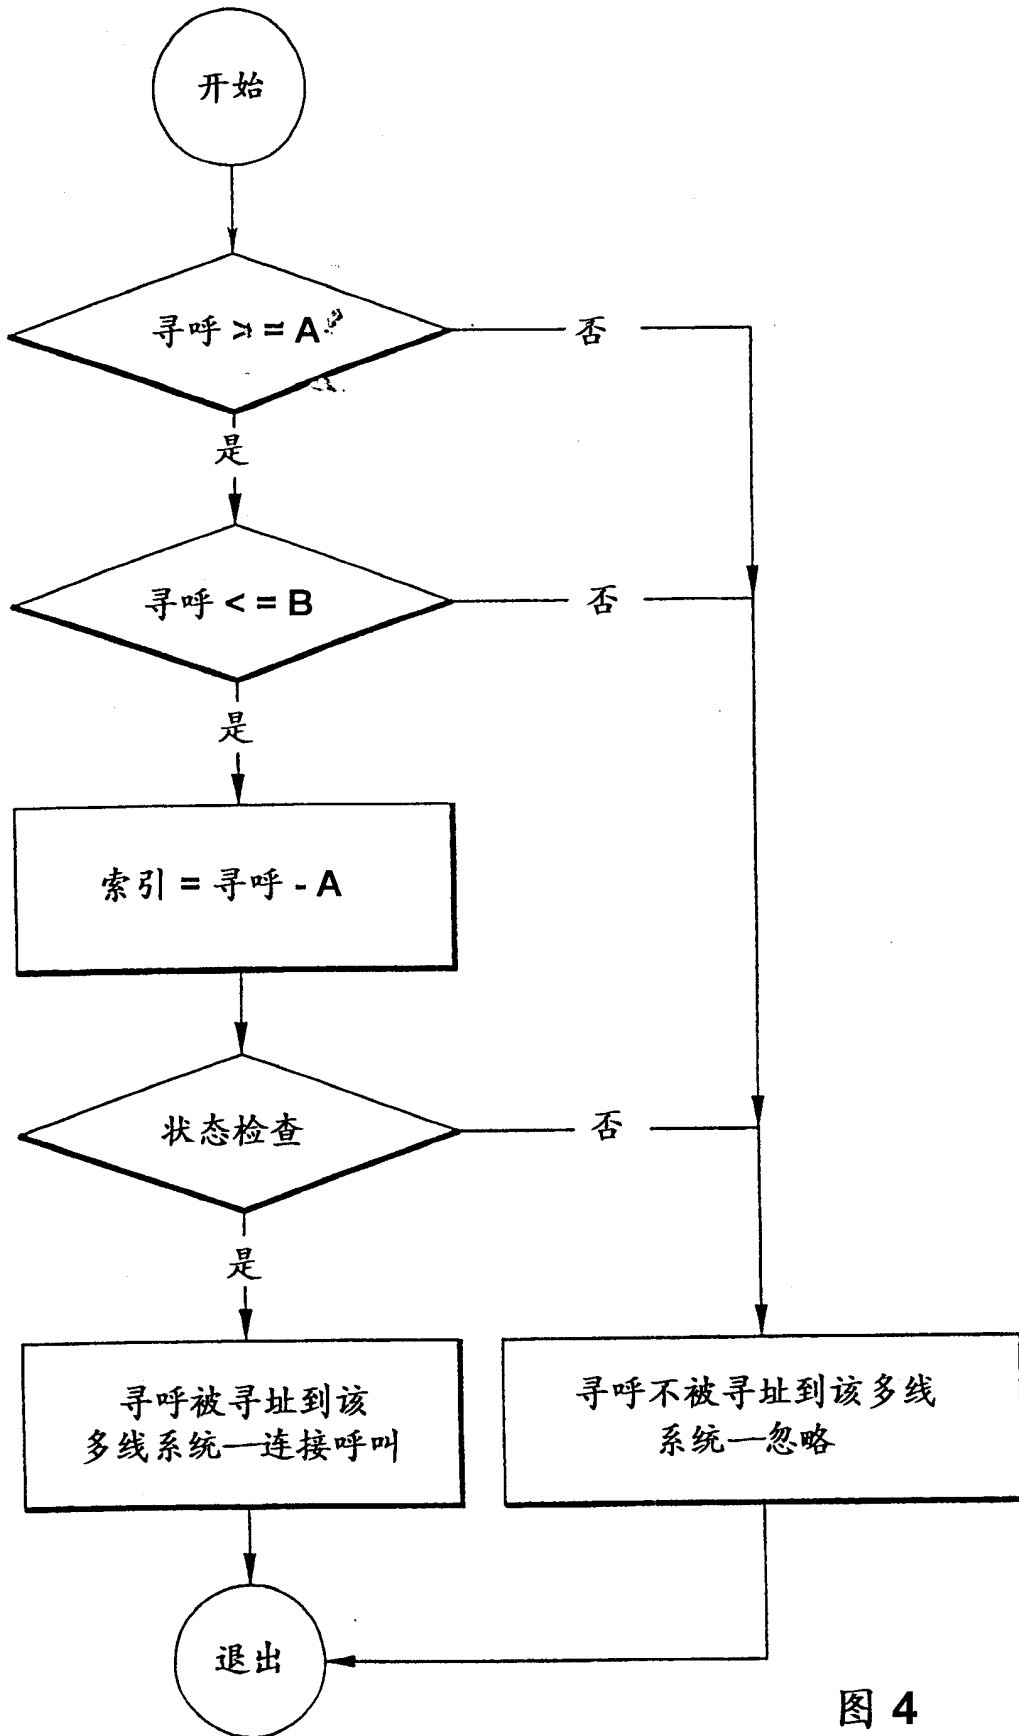 开始
寻呼 > = A
否
是
寻呼 < = B
否
是
索引 = 寻呼 - A
状态检查
否
是
寻呼被寻址到该
多线系统—连接呼叫
寻呼不被寻址到该多线
系统—忽略
退出
图 4